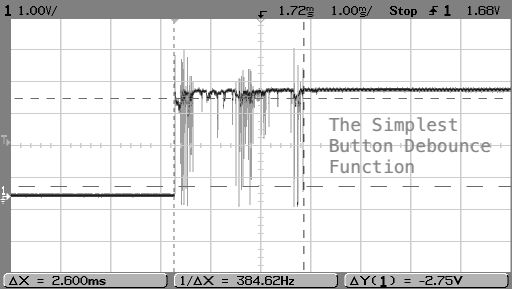 1 1.00V/ 1.72ms 1.00ms/ Stop 1 1.68V
The Simplest
Button Debounce
Function
ΔX = 2.600ms 1/ΔX = 384.62Hz ΔY(1) = -2.75V